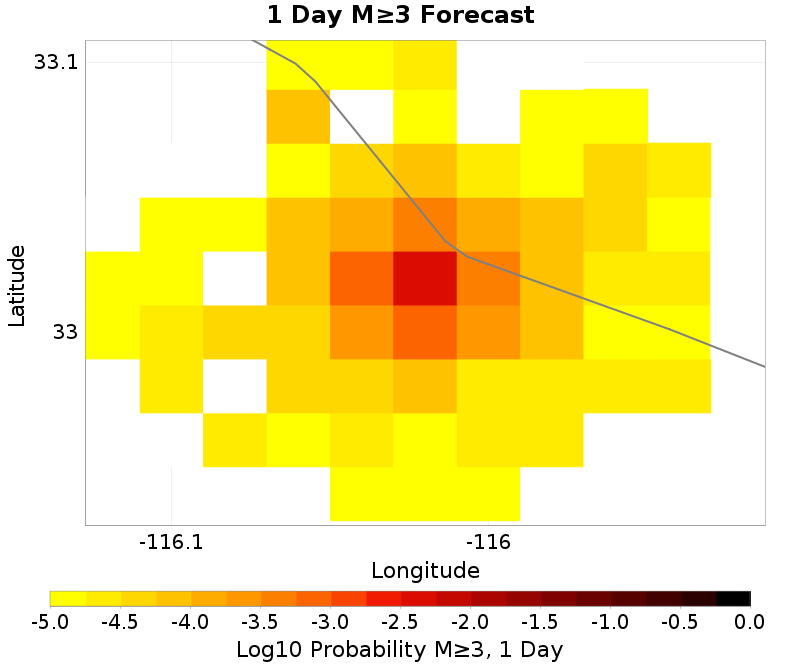 1 Day M≥3 Forecast
33.1
Latitude
33
-116.1 -116
Longitude
-5.0 -4.5 -4.0 -3.5 -3.0 -2.5 -2.0 -1.5 -1.0 -0.5 0.0
Log10 Probability M≥3, 1 Day